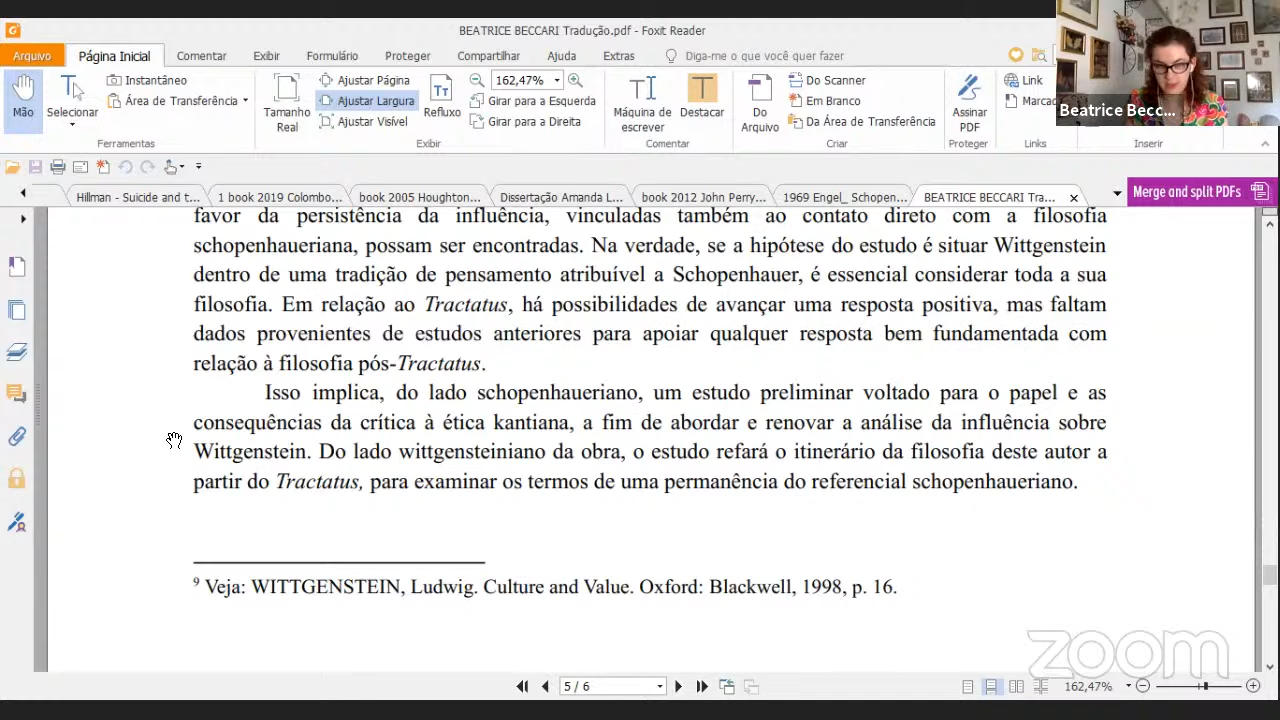 BEATRICE BECCARI Tradução.pdf - Foxit Reader
Arquivo Página Inicial Comentar Exibir Formulário Proteger Compartilhar Ajuda Extras Diga-me o que você quer fazer
Mão
Selecionar
Instantâneo
Área de Transferência
Ferramentas
Tamanho Real
Ajustar Página
Ajustar Largura
Ajustar Visível
Refluxo
162,47%
Girar para a Esquerda
Girar para a Direita
Exibir
Máquina de escrever
Destacar
Comentar
Do Arquivo
Do Scanner
Em Branco
Da Área de Transferência
Criar
Assinar PDF
Proteger
Link
Marcad
Links
Inserir
Beatrice Becc...
Hillman - Suicide and t... 1 book 2019 Colombo... book 2005 Houghton... Dissertação Amanda L... book 2012 John Perry... 1969 Engel_ Schopen... BEATRICE BECCARI Tra...
Merge and split PDFs
favor da persistência da influência, vinculadas também ao contato direto com a filosofia
schopenhaueriana, possam ser encontradas. Na verdade, se a hipótese do estudo é situar Wittgenstein
dentro de uma tradição de pensamento atribuível a Schopenhauer, é essencial considerar toda a sua
filosofia. Em relação ao Tractatus, há possibilidades de avançar uma resposta positiva, mas faltam
dados provenientes de estudos anteriores para apoiar qualquer resposta bem fundamentada com
relação à filosofia pós-Tractatus.
Isso implica, do lado schopenhaueriano, um estudo preliminar voltado para o papel e as
consequências da crítica à ética kantiana, a fim de abordar e renovar a análise da influência sobre
Wittgenstein. Do lado wittgensteiniano da obra, o estudo refará o itinerário da filosofia deste autor a
partir do Tractatus, para examinar os termos de uma permanência do referencial schopenhaueriano.
9 Veja: WITTGENSTEIN, Ludwig. Culture and Value. Oxford: Blackwell, 1998, p. 16.
zoom
5 / 6
162,47%